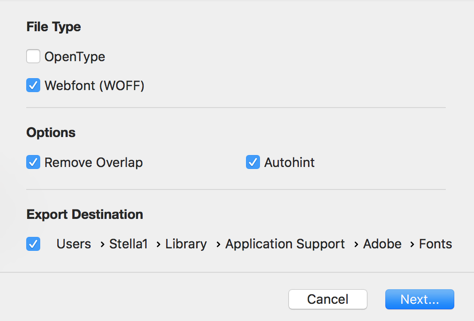 File Type
OpenType
Webfont (WOFF)
Options
Remove Overlap Autohint
Export Destination
Users › Stella1 › Library › Application Support › Adobe › Fonts
Cancel Next...